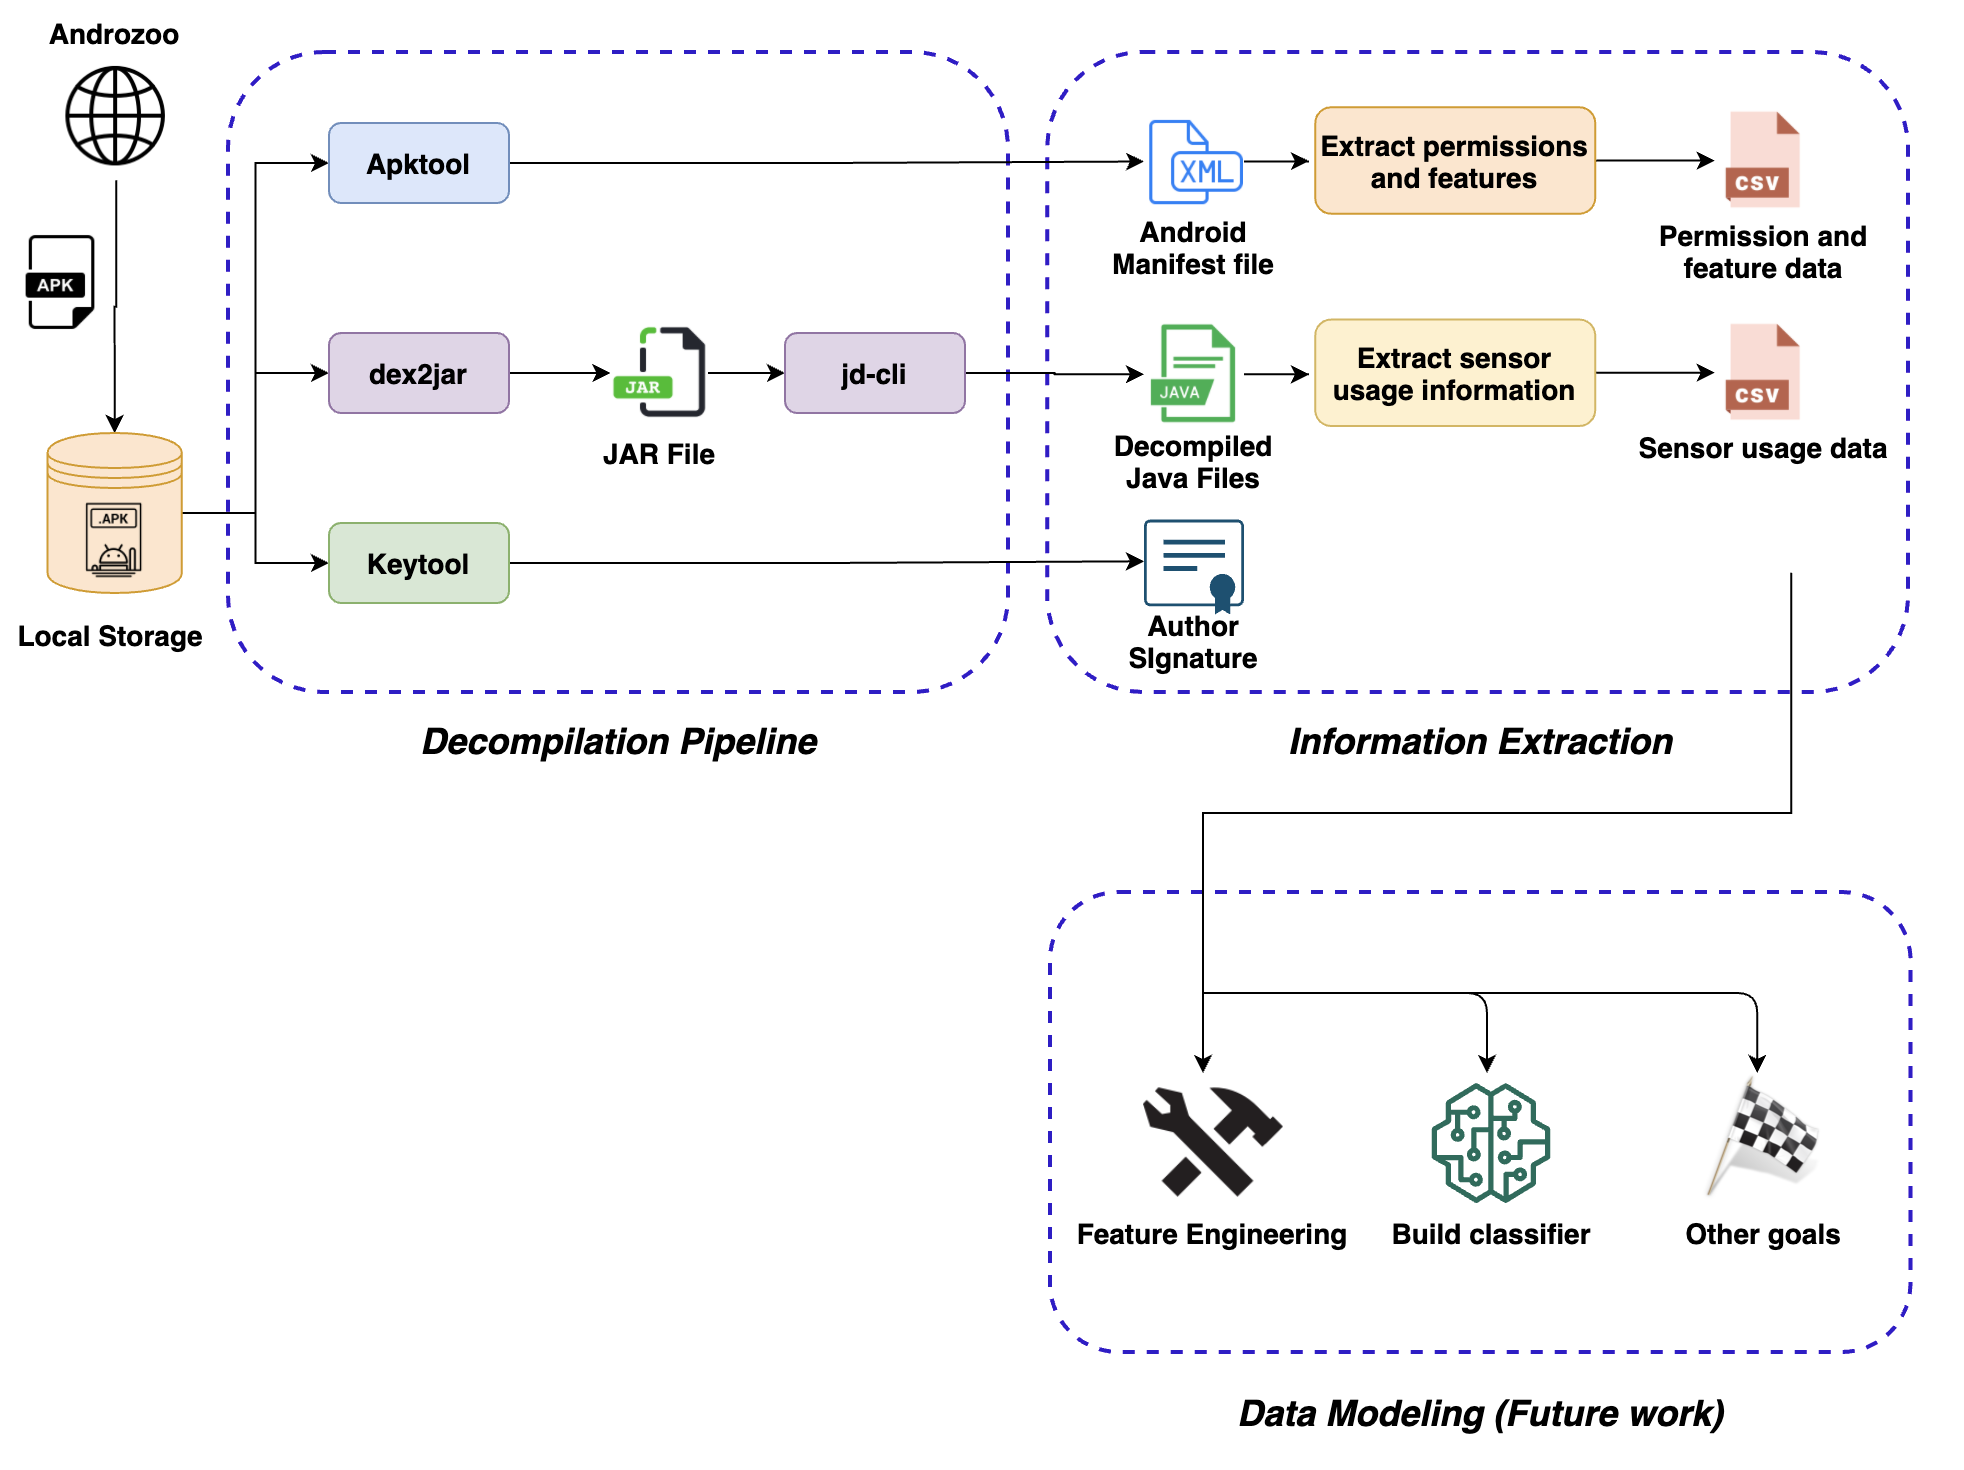 Androzoo
APK
.APK
Local Storage
Apktool
dex2jar
JAR
JAR File
jd-cli
Keytool
Decompilation Pipeline
XML
Android
Manifest file
Extract permissions
and features
CSV
Permission and
feature data
JAVA
Decompiled
Java Files
Extract sensor
usage information
CSV
Sensor usage data
Author
SIgnature
Information Extraction
Feature Engineering
Build classifier
Other goals
Data Modeling (Future work)